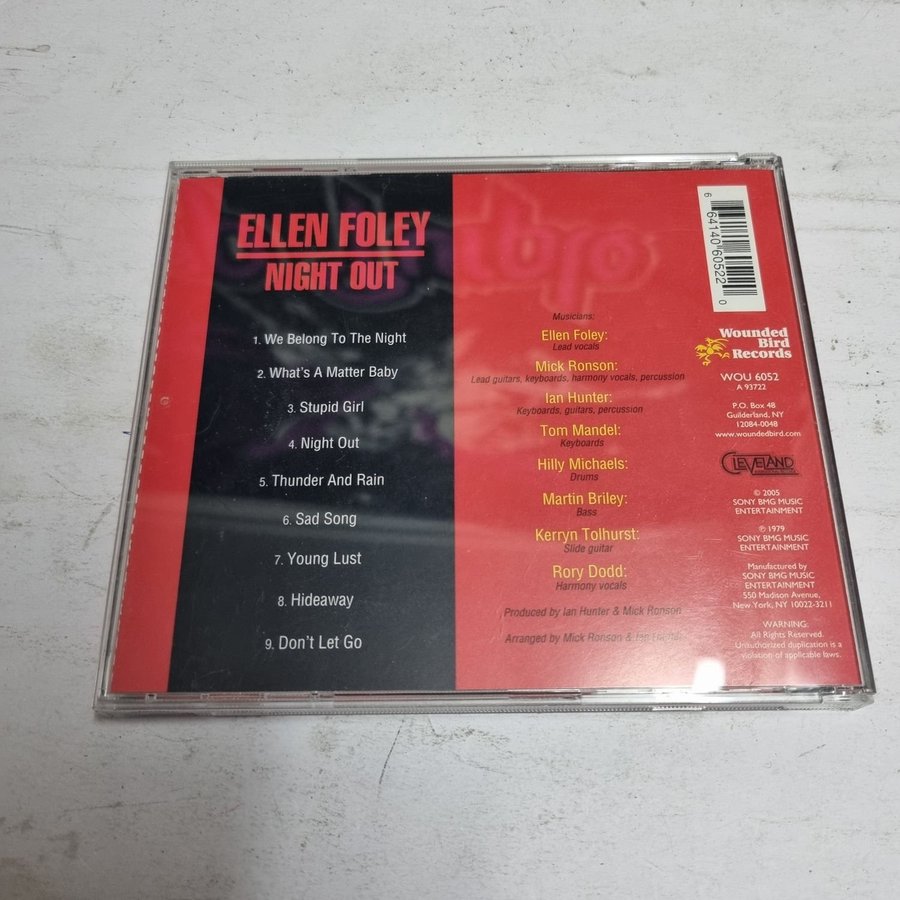 ELLEN FOLEY
NIGHT OUT
1. We Belong To The Night
2. What's A Matter Baby
3. Stupid Girl
4. Night Out
5. Thunder And Rain
6. Sad Song
7. Young Lust
8. Hideaway
9. Don't Let Go
Musicians:
Ellen Foley:
Lead vocals
Mick Ronson:
Lead guitars, keyboards, harmony vocals, percussion
Ian Hunter:
Keyboards, guitars, percussion
Tom Mandel:
Keyboards
Hilly Michaels:
Drums
Martin Briley:
Bass
Kerryn Tolhurst:
Slide guitar
Rory Dodd:
Harmony vocals
Produced by Ian Hunter & Mick Ronson
Arranged by Mick Ronson & Ian Hunter
6 64140 60522 0
Wounded
Bird
Records
WOU 6052
A 93722
P.O. Box 48
Guilderland, NY
12084-0048
www.woundedbird.com
CLEVELAND
© 2005
SONY BMG MUSIC
ENTERTAINMENT
℗ 1979
SONY BMG MUSIC
ENTERTAINMENT
Manufactured by
SONY BMG MUSIC
ENTERTAINMENT
550 Madison Avenue,
New York, NY 10022-3211
WARNING:
All Rights Reserved.
Unauthorized duplication is a
violation of applicable laws.